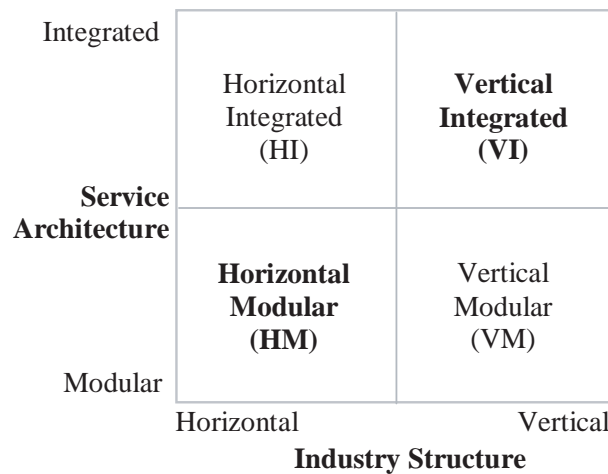 Integrated
Horizontal
Integrated
(HI)
Vertical
Integrated
(VI)
Service
Architecture
Horizontal
Modular
(HM)
Vertical
Modular
(VM)
Modular
Horizontal
Vertical
Industry Structure